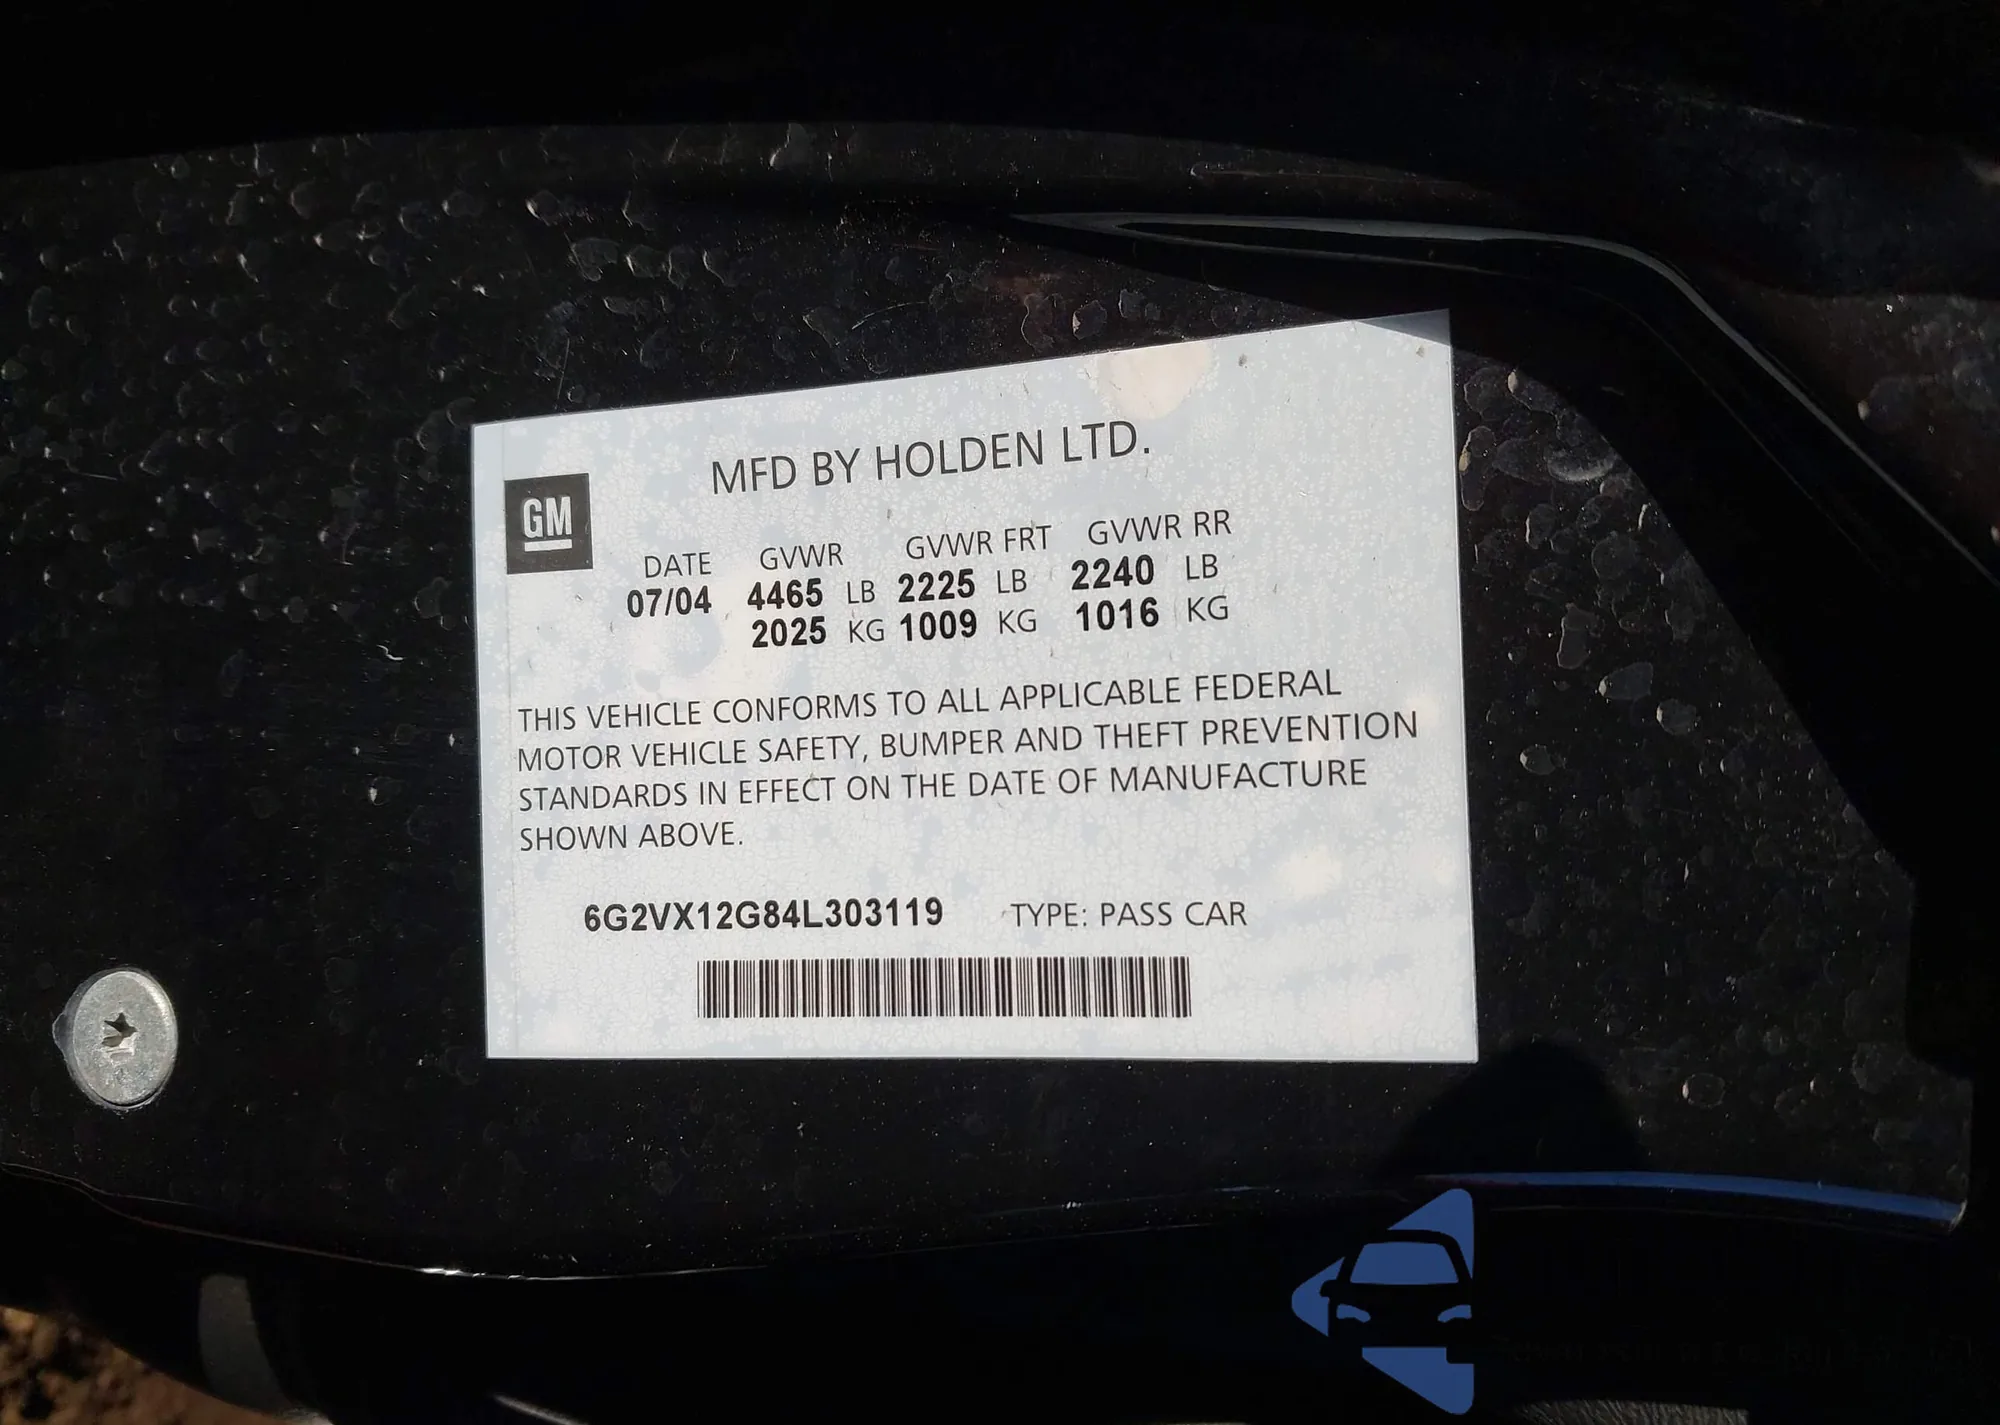 MFD BY HOLDEN LTD.
GM
DATE GVWR GVWR FRT GVWR RR
07/04 4465 LB 2225 LB 2240 LB
2025 KG 1009 KG 1016 KG
THIS VEHICLE CONFORMS TO ALL APPLICABLE FEDERAL
MOTOR VEHICLE SAFETY, BUMPER AND THEFT PREVENTION
STANDARDS IN EFFECT ON THE DATE OF MANUFACTURE
SHOWN ABOVE.
6G2VX12G84L303119 TYPE: PASS CAR